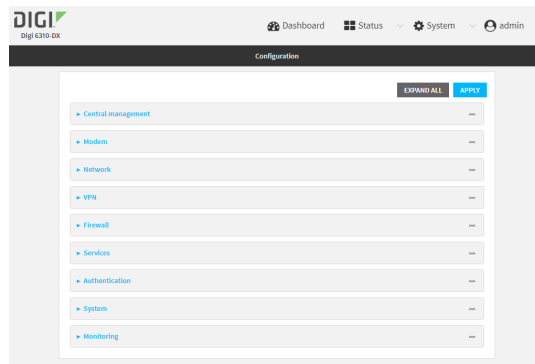 DIGI
Digi 6310-DX
Dashboard Status System admin
Configuration
EXPAND ALL APPLY
Central management
Modem
Network
VPN
Firewall
Services
Authentication
System
Monitoring